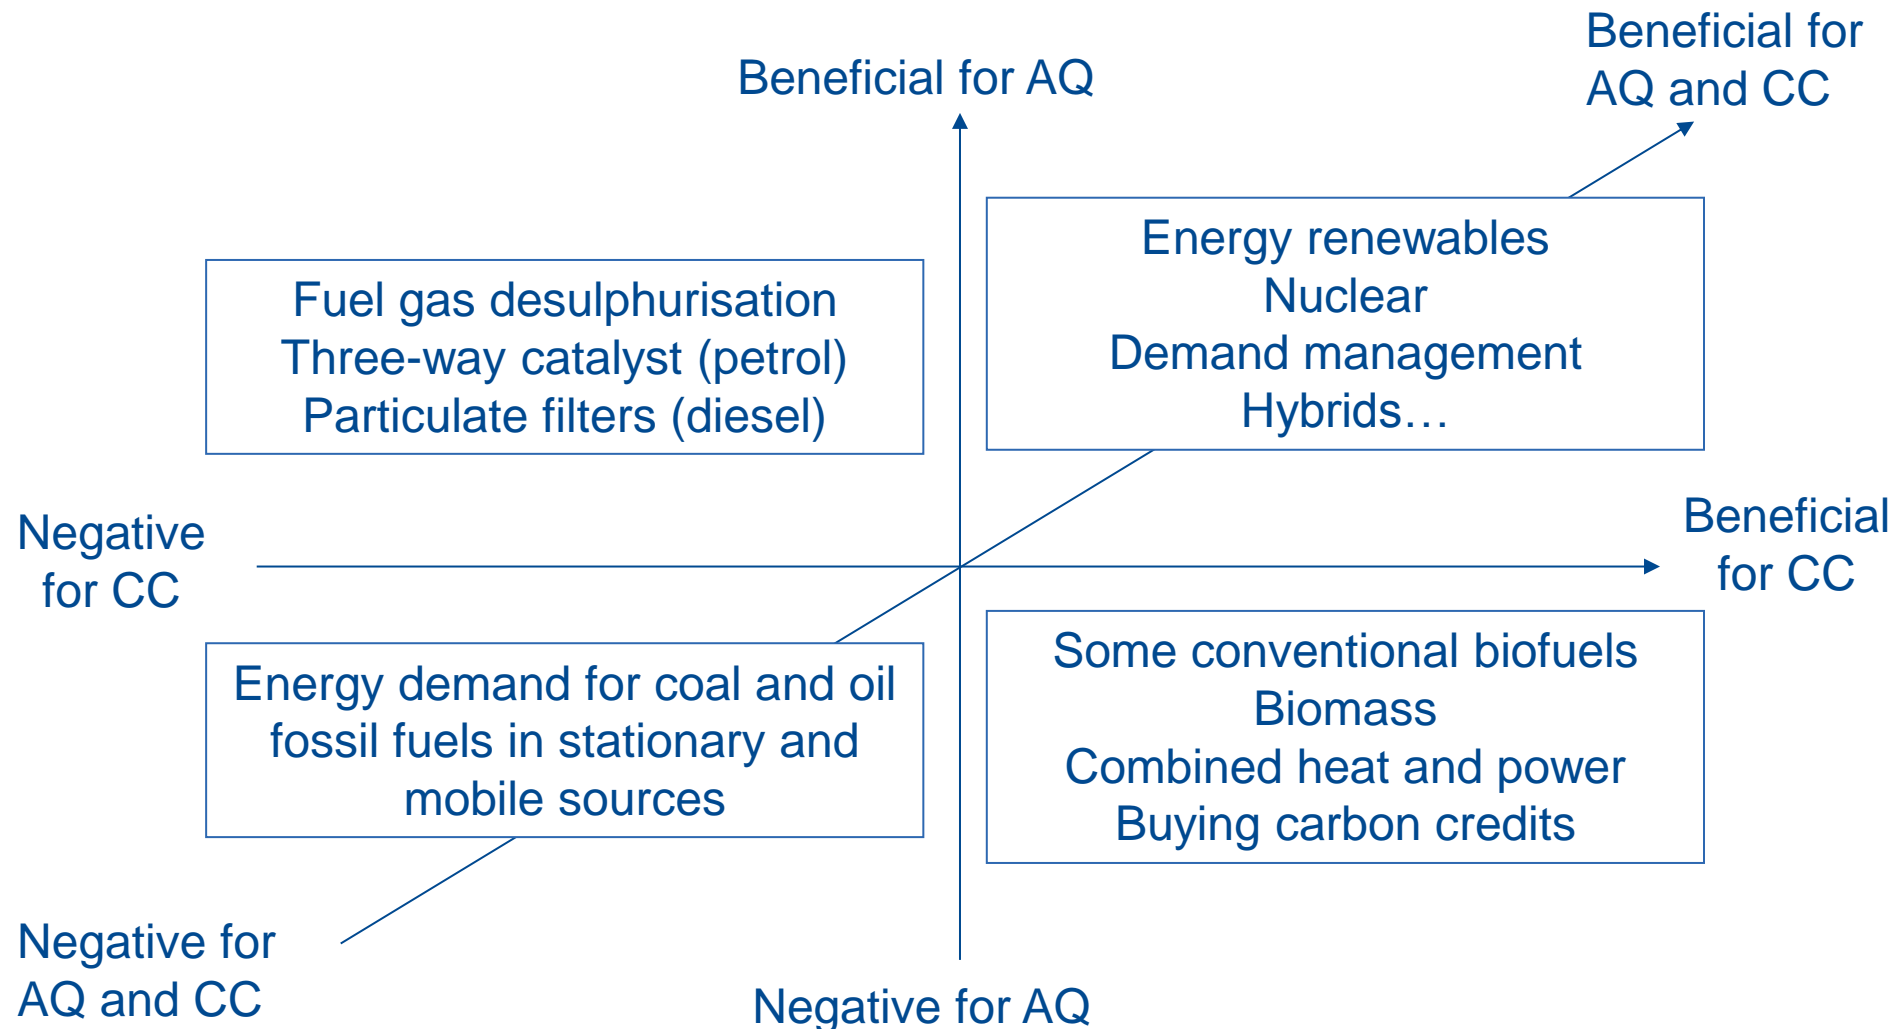 Beneficial for
AQ and CC
Beneficial for AQ
Energy renewables
Nuclear
Demand management
Hybrids…
Fuel gas desulphurisation
Three-way catalyst (petrol)
Particulate filters (diesel)
Negative
for CC
Beneficial
for CC
Energy demand for coal and oil
fossil fuels in stationary and
mobile sources
Some conventional biofuels
Biomass
Combined heat and power
Buying carbon credits
Negative for
AQ and CC
Negative for AQ